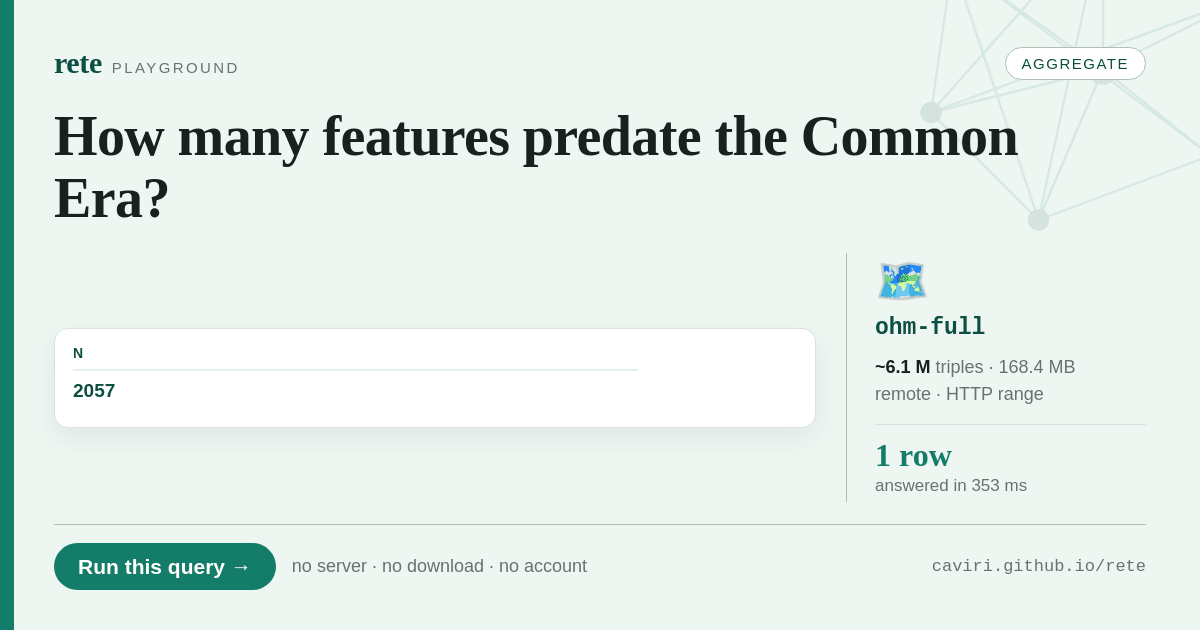 rete PLAYGROUND
AGGREGATE
How many features predate the Common
Era?
N
2057
ohm-full
~6.1 M triples · 168.4 MB
remote · HTTP range
1 row
answered in 353 ms
Run this query →
no server · no download · no account
caviri.github.io/rete